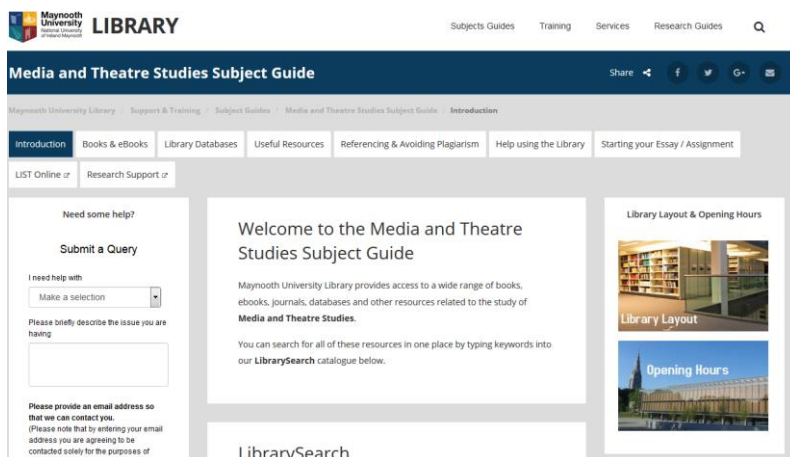 Maynooth
University
National University
of Ireland Maynooth
LIBRARY
Subjects Guides
Training
Services
Research Guides
Media and Theatre Studies Subject Guide
Share
f
G+
Maynooth University Library / Support & Training / Subject Guides / Media and Theatre Studies Subject Guide / Introduction
Introduction
Books & eBooks
Library Databases
Useful Resources
Referencing & Avoiding Plagiarism
Help using the Library
Starting your Essay / Assignment
LIST Online
Research Support
Need some help?
Submit a Query
I need help with
Make a selection
Please briefly describe the issue you are
having
Please provide an email address so
that we can contact you.
(Please note that by entering your email
address you are agreeing to be
contacted solely for the purposes of
Welcome to the Media and Theatre
Studies Subject Guide
Maynooth University Library provides access to a wide range of books,
ebooks, journals, databases and other resources related to the study of
Media and Theatre Studies.
You can search for all of these resources in one place by typing keywords into
our LibrarySearch catalogue below.
LibrarySearch
Library Layout & Opening Hours
Library Layout
Opening Hours